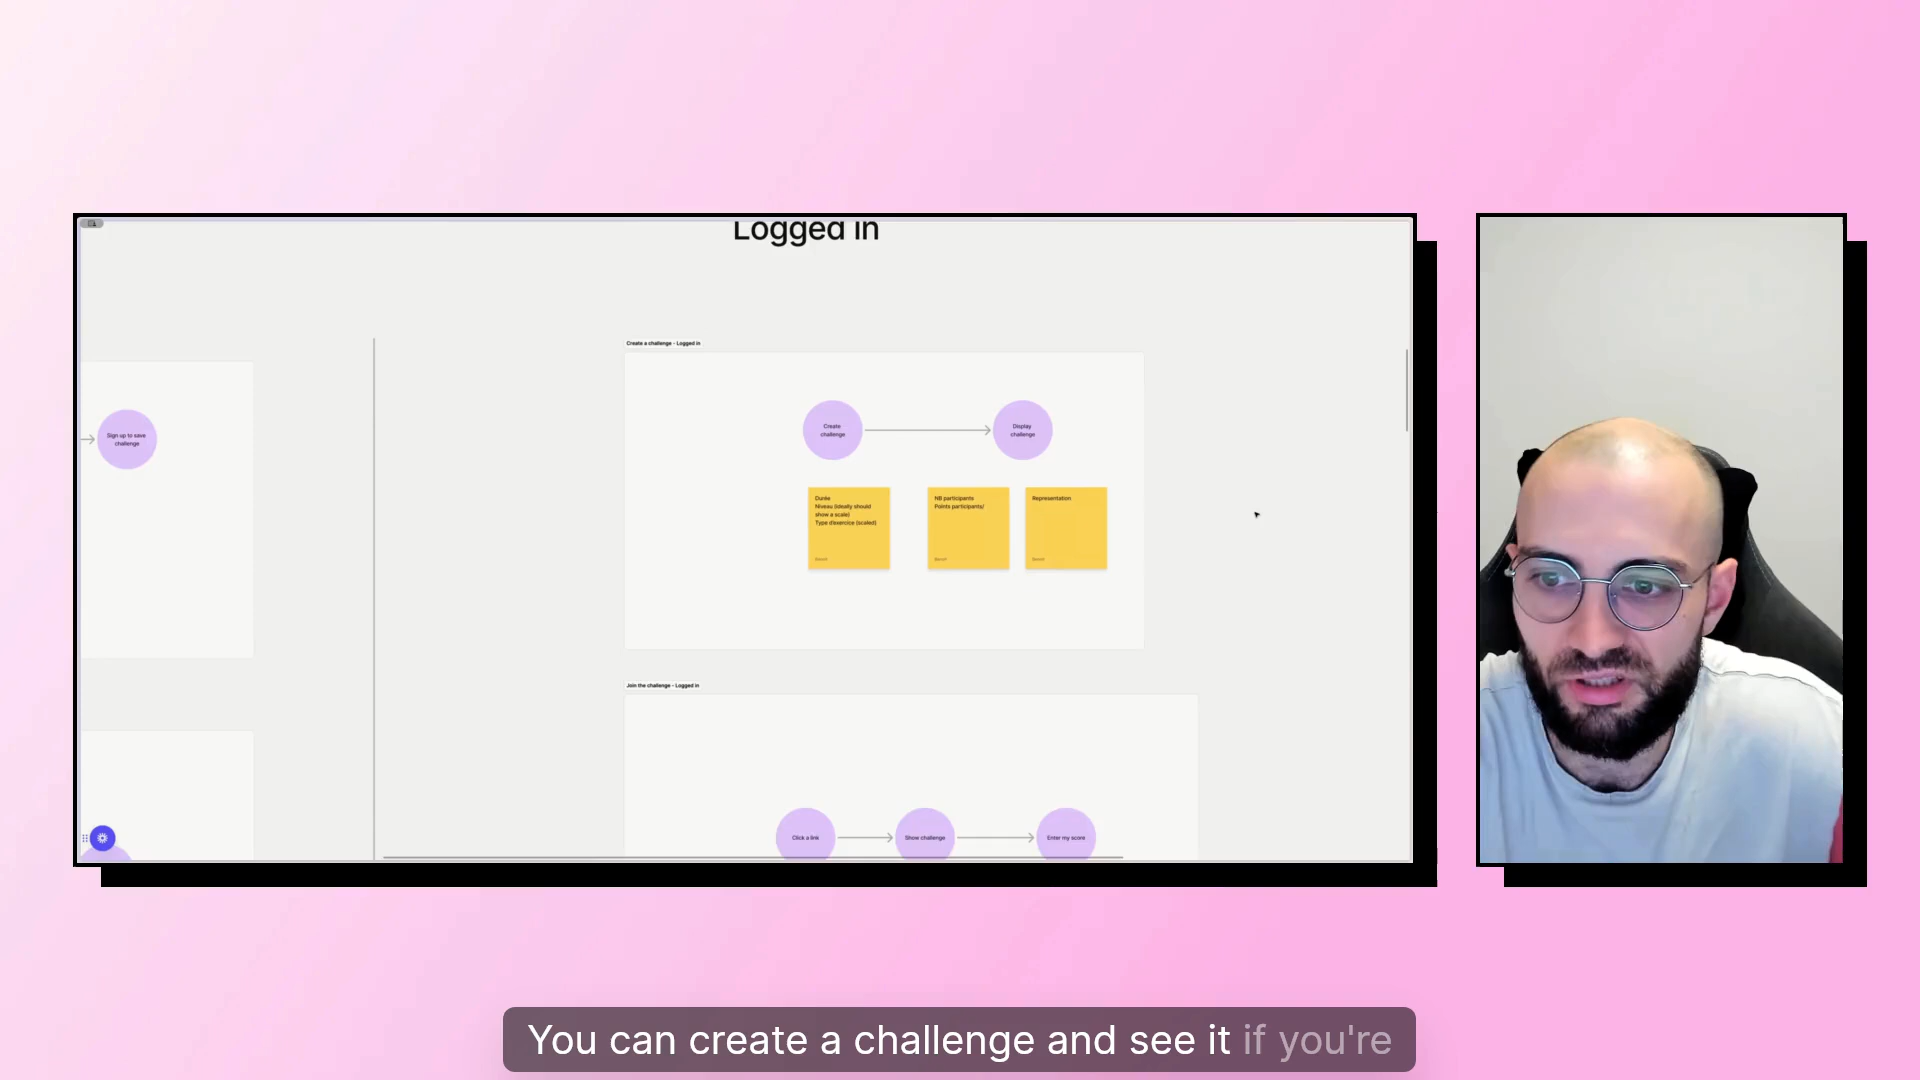 Logged in
Create a challenge - Logged in
Sign up to save
challenge
Create
challenge
Display
challenge
Durée
Niveau (Ideally should
show a scale)
Type d'exercice (scaled)
NB participants
Points participants/
Representation
Join the challenge - Logged in
Click a link
Show challenge
Enter my score
You can create a challenge and see it if you're